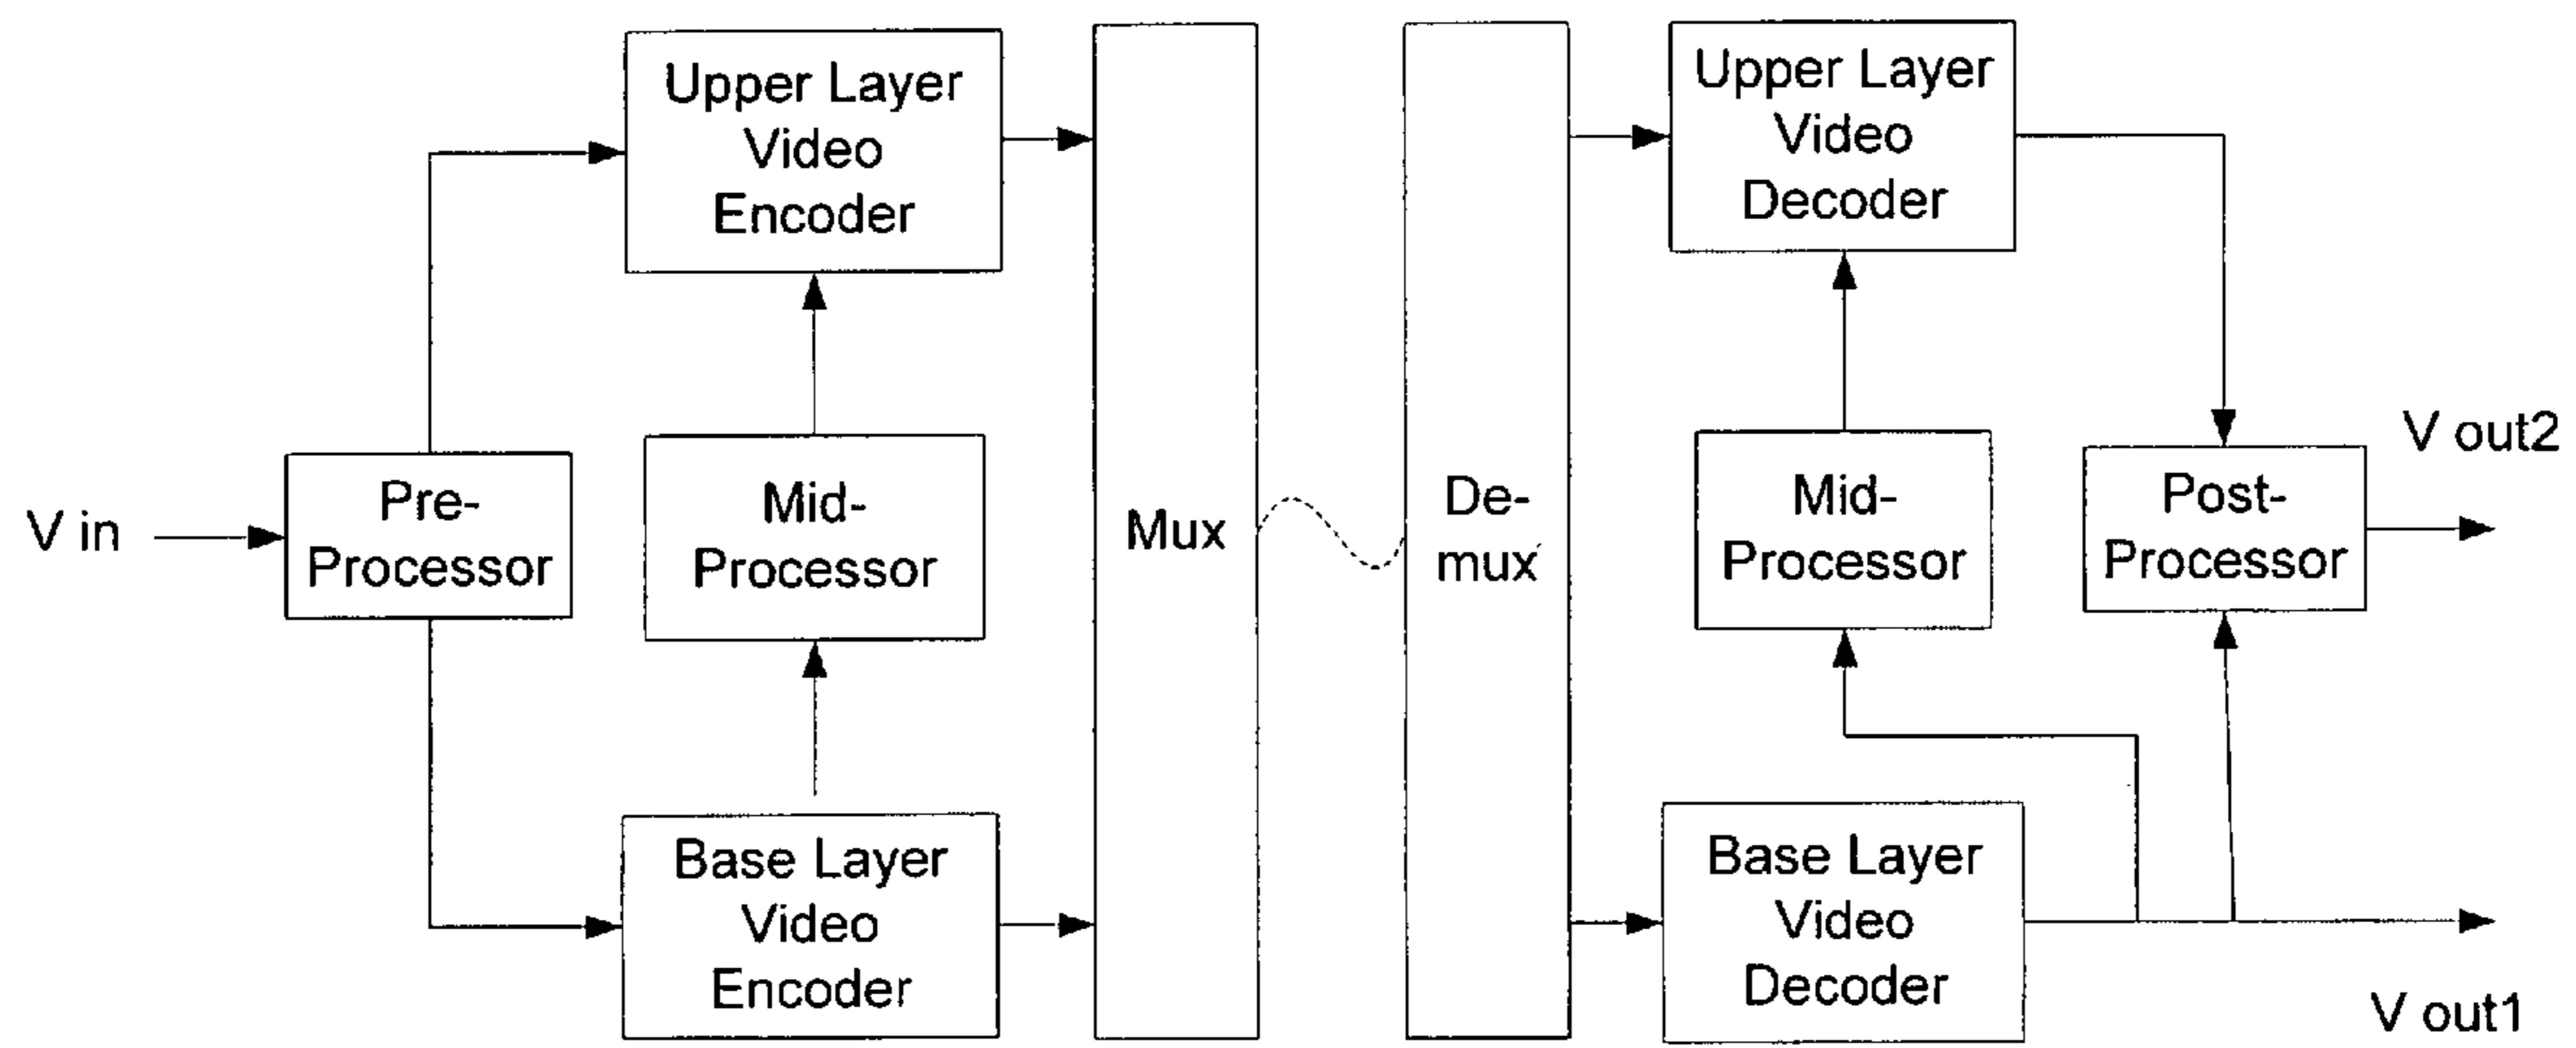 V in
Pre-
Processor
Upper Layer
Video
Encoder
Mid-
Processor
Base Layer
Video
Encoder
Mux
De-
mux
Upper Layer
Video
Decoder
Mid-
Processor
Base Layer
Video
Decoder
Post-
Processor
V out2
V out1